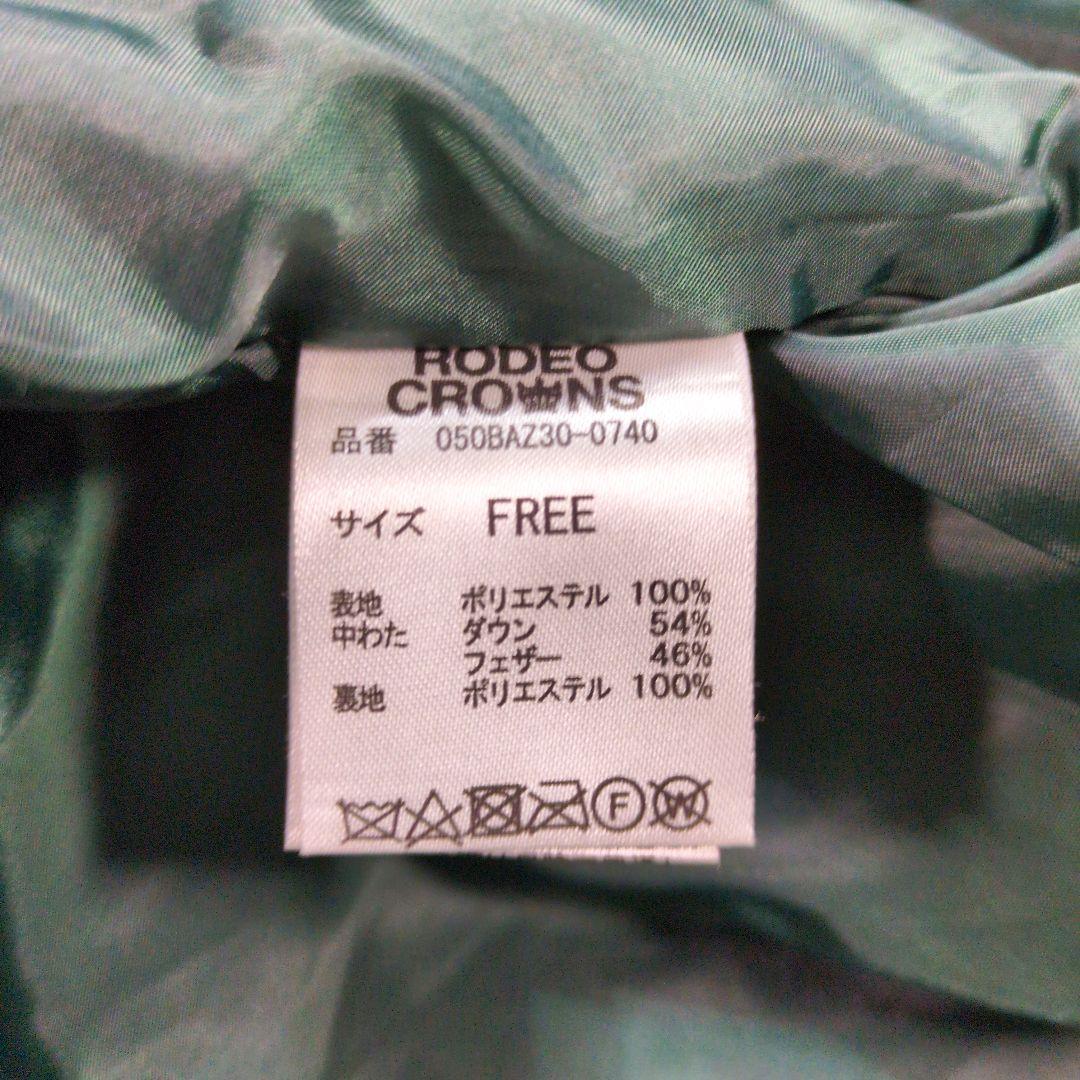 RODEO
CROWNS
品番 050BAZ30-0740
サイズ FREE
表地 ポリエステル 100%
中わた ダウン 54%
フェザー 46%
裏地 ポリエステル 100%
F W